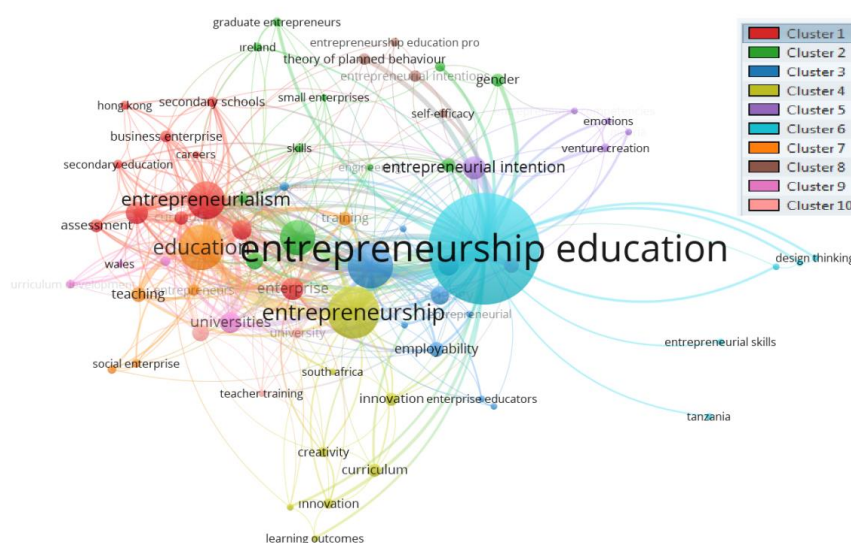 graduate entrepreneurs
ireland
entrepreneurship education pro
theory of planned behaviour
entrepreneurial intentions
gender
hong kong
secondary schools
small enterprises
self-efficacy
emotions
business enterprise
venture creation
careers
skills
secondary education
entrepreneurial intention
entrepreneurialism
assessment
training
education
entrepreneurship education
wales
design thinking
urriculum development
teaching
entrepreneurs
enterprise
entrepreneurship
entrepreneurial
universities
university
employability
entrepreneurial skills
social enterprise
south africa
teacher training
innovation
enterprise educators
tanzania
creativity
curriculum
innovation
learning outcomes
Cluster 1
Cluster 2
Cluster 3
Cluster 4
Cluster 5
Cluster 6
Cluster 7
Cluster 8
Cluster 9
Cluster 10